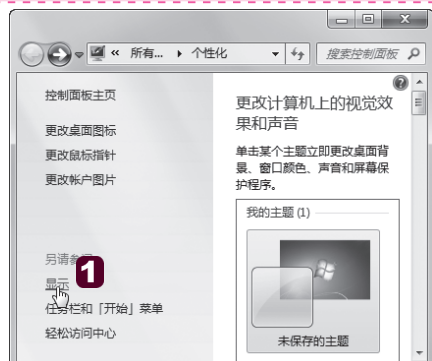 « 所有... ▸ 个性化
搜索控制面板
控制面板主页
更改桌面图标
更改鼠标指针
更改帐户图片
另请参阅
1
显示
任务栏和「开始」菜单
轻松访问中心
更改计算机上的视觉效
果和声音
单击某个主题立即更改桌面背
景、窗口颜色、声音和屏幕保
护程序。
我的主题 (1)
未保存的主题